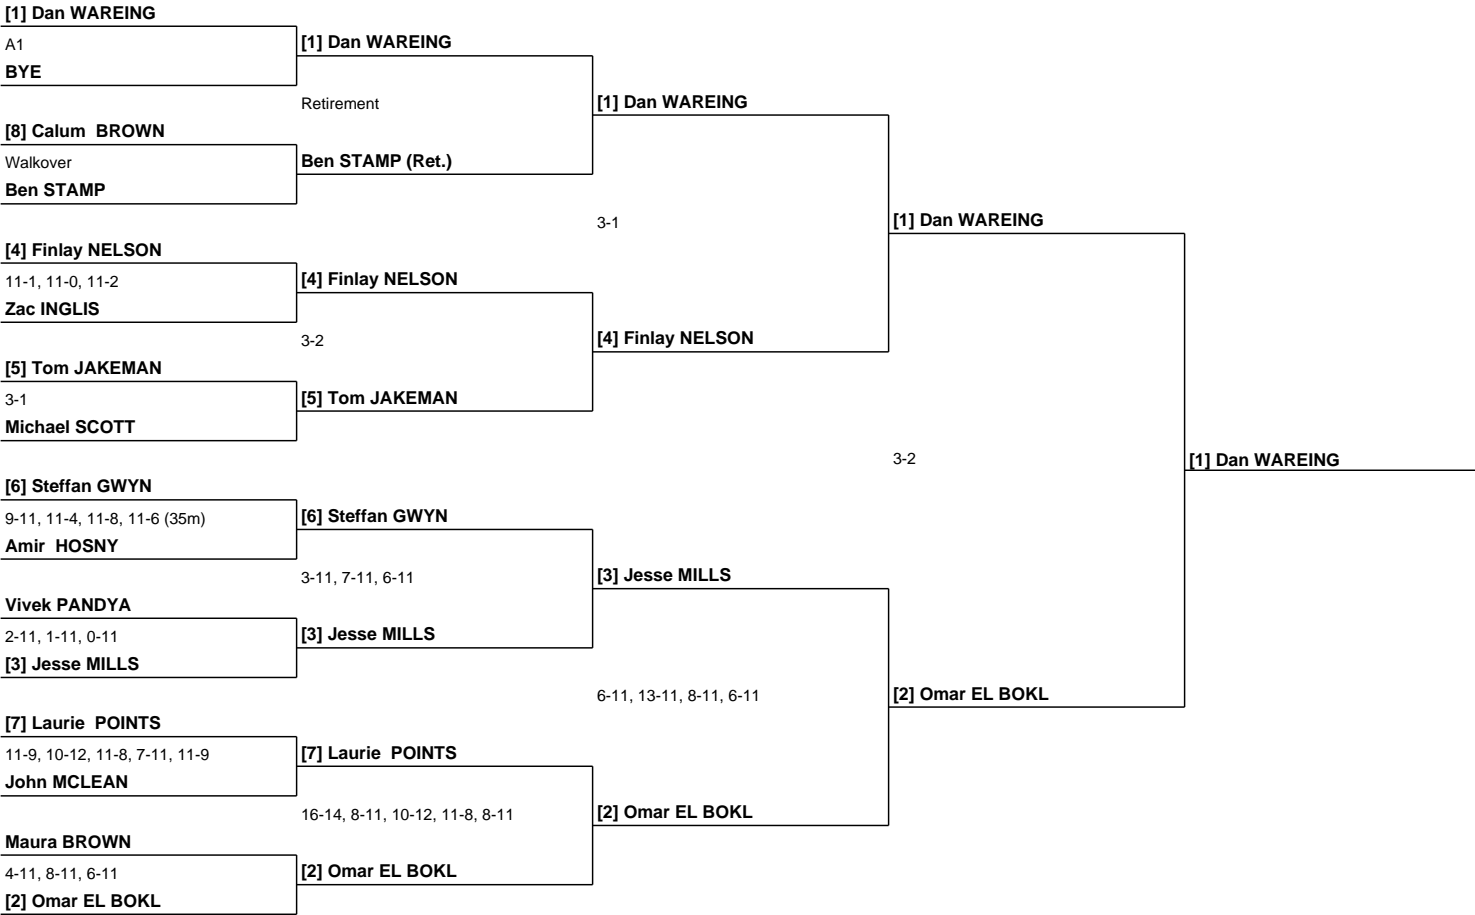 [1] Dan WAREING
A1
BYE
[8] Calum  BROWN
Walkover
Ben STAMP
[4] Finlay NELSON
11-1, 11-0, 11-2
Zac INGLIS
[5] Tom JAKEMAN
3-1
Michael SCOTT
[6] Steffan GWYN
9-11, 11-4, 11-8, 11-6 (35m)
Amir  HOSNY
Vivek PANDYA
2-11, 1-11, 0-11
[3] Jesse MILLS
[7] Laurie  POINTS
11-9, 10-12, 11-8, 7-11, 11-9
John MCLEAN
Maura BROWN
4-11, 8-11, 6-11
[2] Omar EL BOKL
[1] Dan WAREING
Retirement
Ben STAMP (Ret.)
[4] Finlay NELSON
3-2
[5] Tom JAKEMAN
[6] Steffan GWYN
3-11, 7-11, 6-11
[3] Jesse MILLS
[7] Laurie  POINTS
16-14, 8-11, 10-12, 11-8, 8-11
[2] Omar EL BOKL
[1] Dan WAREING
3-1
[4] Finlay NELSON
[3] Jesse MILLS
6-11, 13-11, 8-11, 6-11
[2] Omar EL BOKL
[1] Dan WAREING
3-2
[2] Omar EL BOKL
[1] Dan WAREING